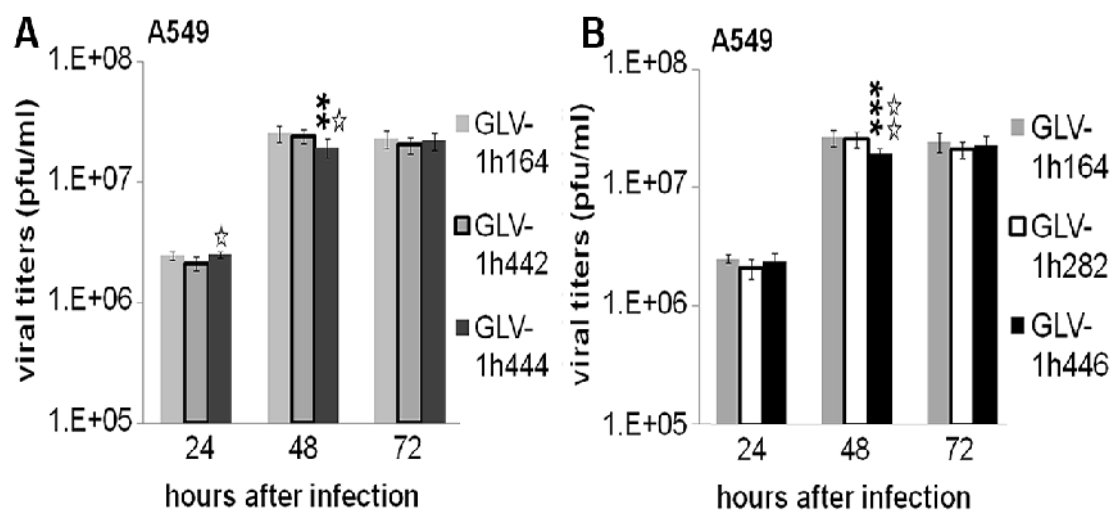 A
A549
viral titers (pfu/ml)
1.E+08
1.E+07
1.E+06
1.E+05
**
☆
☆
24
48
72
hours after infection
GLV-
1h164
GLV-
1h442
GLV-
1h444
B
A549
viral titers (pfu/ml)
1.E+08
1.E+07
1.E+06
1.E+05
***
☆☆
24
48
72
hours after infection
GLV-
1h164
GLV-
1h282
GLV-
1h446